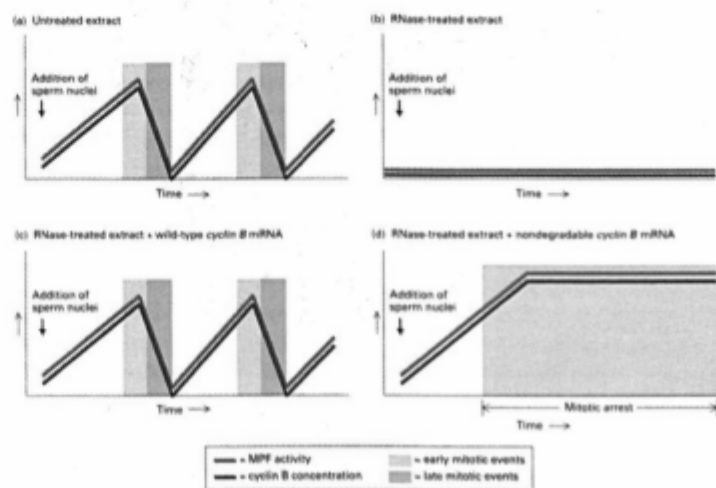 (a) Untreated extract
Addition of
sperm nuclei
Time
(b) RNase-treated extract
Addition of
sperm nuclei
Time
(c) RNase-treated extract + wild-type cyclin B mRNA
Addition of
sperm nuclei
Time
(d) RNase-treated extract + nondegradable cyclin B mRNA
Addition of
sperm nuclei
Mitotic arrest
Time
= MPF activity
= cyclin B concentration
= early mitotic events
= late mitotic events